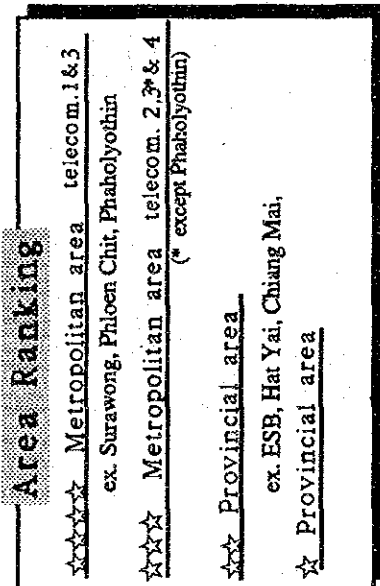 Area Ranking
☆☆☆☆ Metropolitan area telecom.1&3
ex. Surawong, Phloen Chit, Phaholyothin
☆☆☆ Metropolitan area telecom. 2,3*& 4
(* except Phaholyothin)
☆☆ Provincial area
ex. ESB, Hat Yai, Chiang Mai,
☆ Provincial area